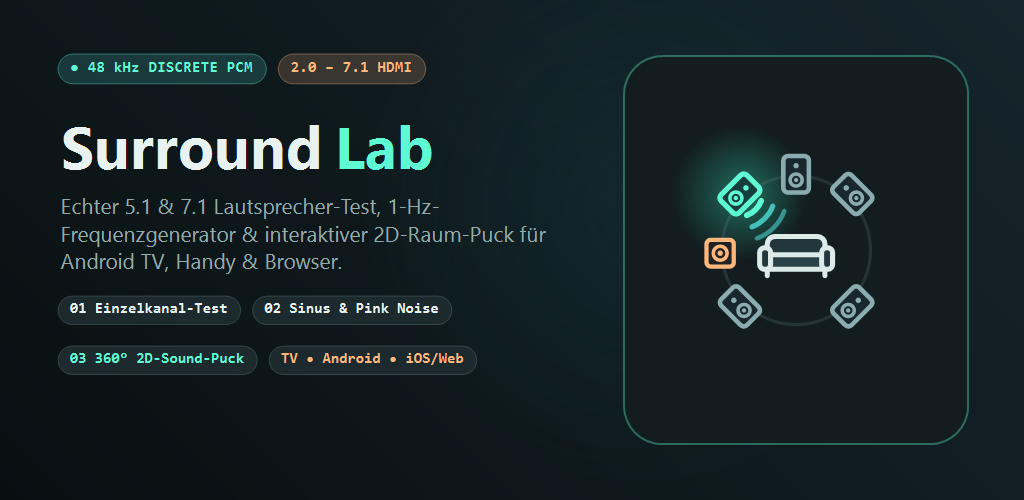 ● 48 kHz DISCRETE PCM
2.0 – 7.1 HDMI
Surround Lab
Echter 5.1 & 7.1 Lautsprecher-Test, 1-Hz-
Frequenzgenerator & interaktiver 2D-Raum-Puck für
Android TV, Handy & Browser.
01 Einzelkanal-Test
02 Sinus & Pink Noise
03 360° 2D-Sound-Puck
TV • Android • iOS/Web